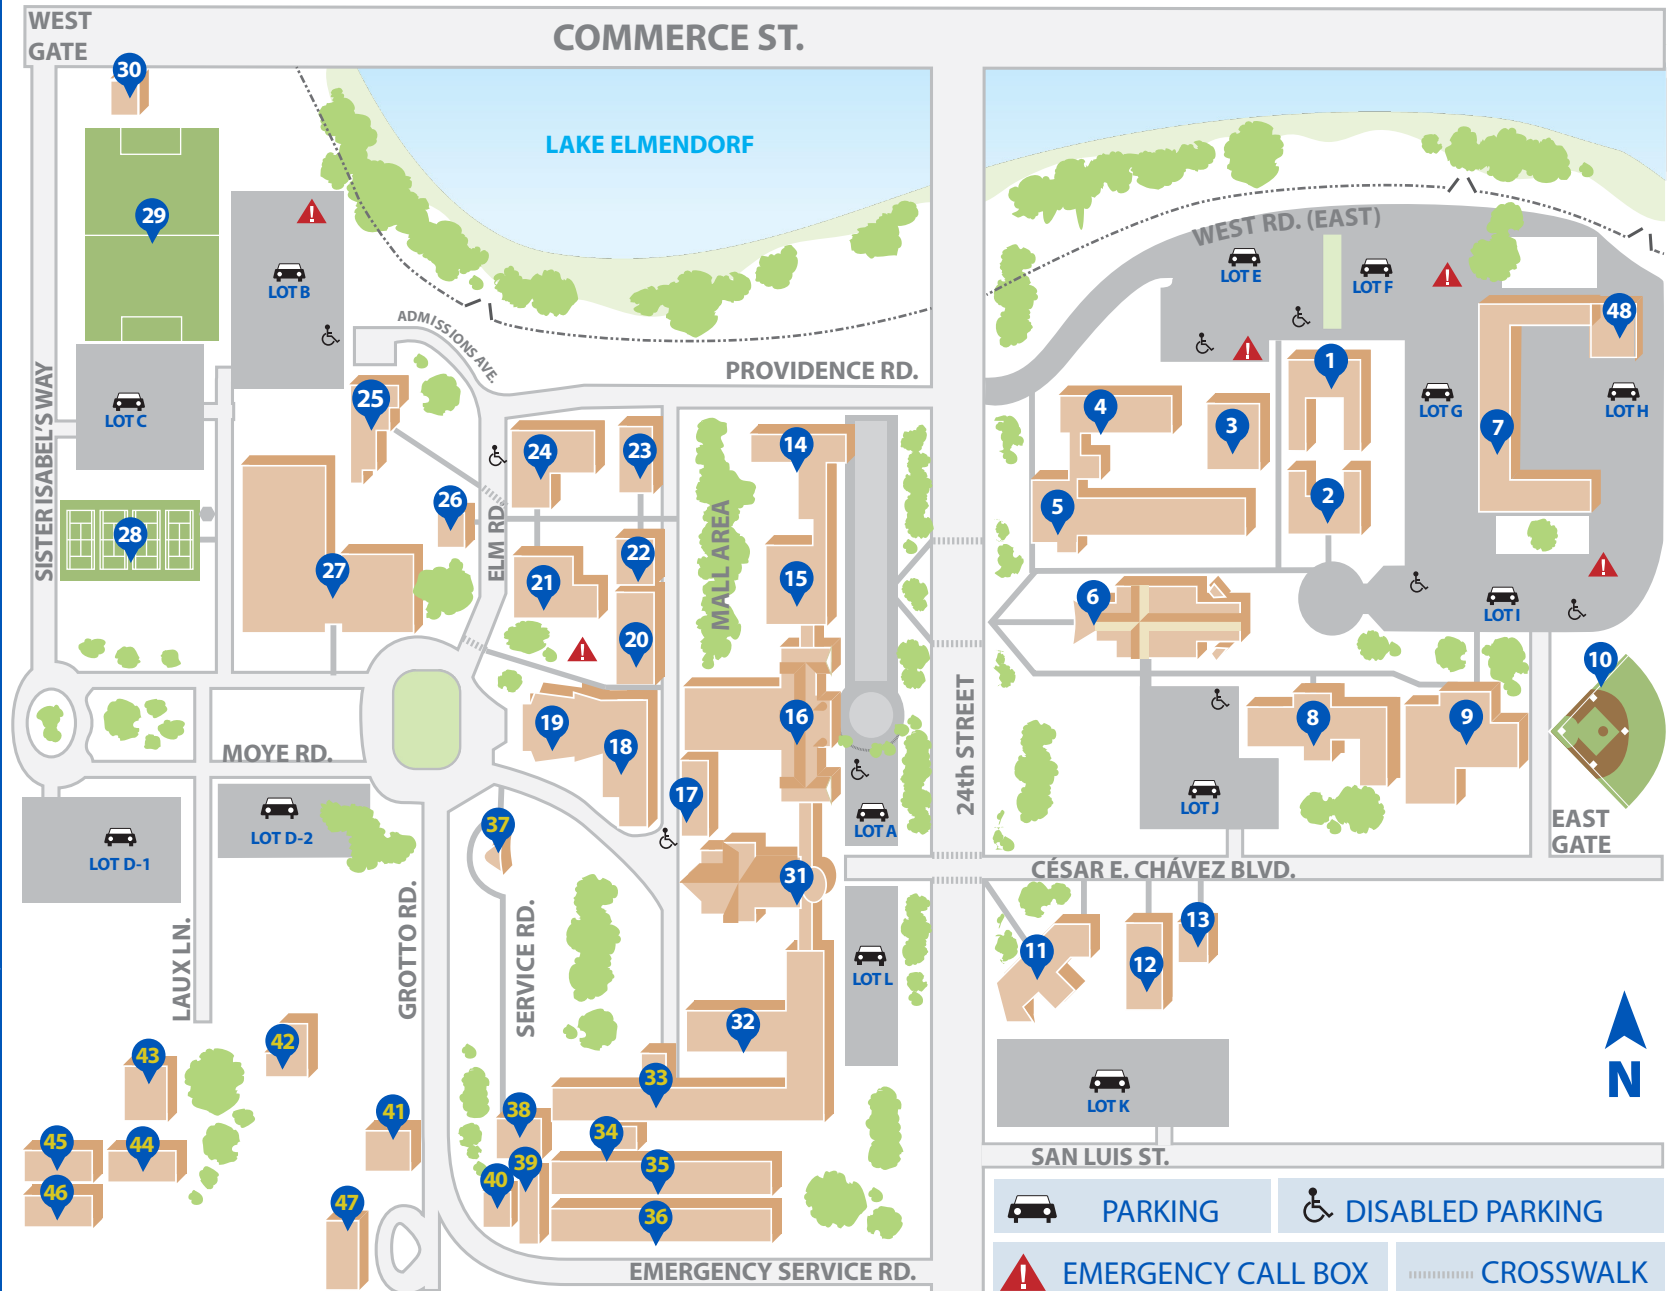 WEST
GATE
COMMERCE ST.
30
LAKE ELMENDORF
29
WEST RD. (EAST)
LOT E
LOT F
LOT B
48
ADMISSIONS AVE.
PROVIDENCE RD.
1
SISTER ISABEL'S WAY
LOT C
25
4
3
LOT G
7
LOT H
24
23
14
26
5
2
28
ELM RD.
MALL AREA
22
27
21
15
6
LOT I
20
10
24th STREET
19
18
16
8
9
MOYE RD.
17
LOT J
37
LOT A
EAST
GATE
LOT D-1
LOT D-2
CÉSAR E. CHÁVEZ BLVD.
31
GROTTO RD.
SERVICE RD.
LAUX LN.
13
11
12
LOT L
32
42
43
33
LOT K
N
41
38
34
45
44
39
35
SAN LUIS ST.
40
46
47
36
PARKING
DISABLED PARKING
EMERGENCY SERVICE RD.
EMERGENCY CALL BOX
CROSSWALK